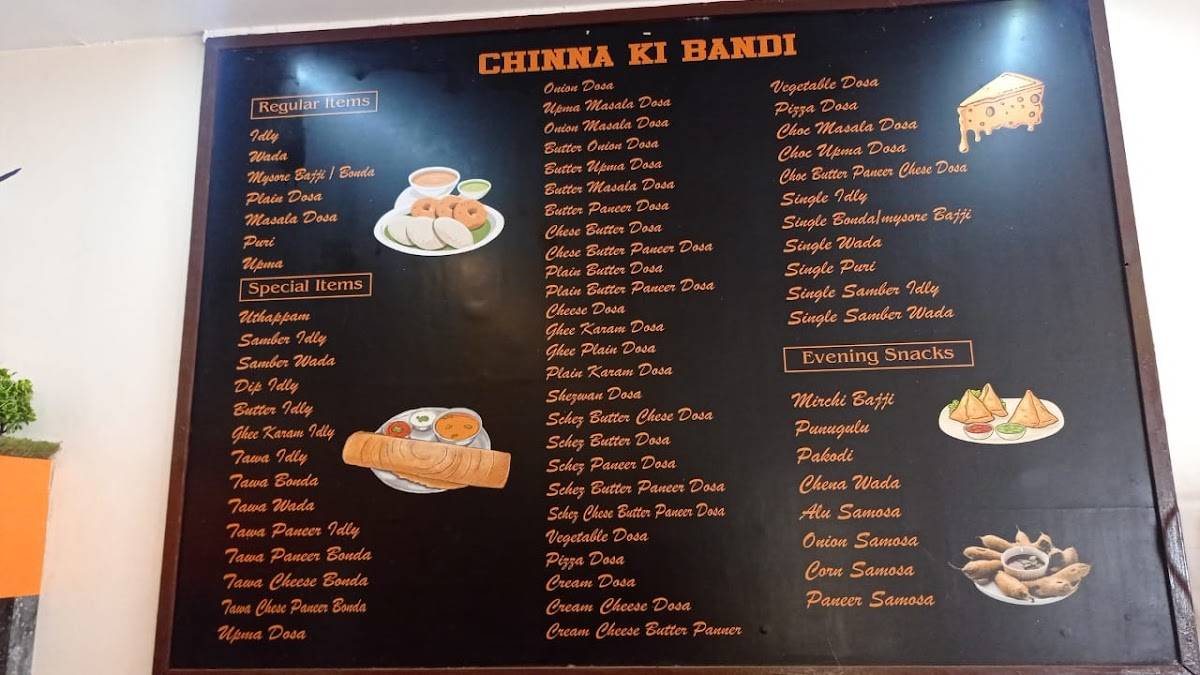 CHINNA KI BANDI
Regular Items
Idly
Wada
Mysore Bajji / Bonda
Plain Dosa
Masala Dosa
Puri
Upma
Special Items
Uthappam
Samber Idly
Samber Wada
Dip Idly
Butter Idly
Ghee Karam Idly
Tawa Idly
Tawa Bonda
Tawa Wada
Tawa Paneer Idly
Tawa Paneer Bonda
Tawa Cheese Bonda
Tawa Chese Paneer Bonda
Upma Dosa
Onion Dosa
Upma Masala Dosa
Onion Masala Dosa
Butter Onion Dosa
Butter Upma Dosa
Butter Masala Dosa
Butter Paneer Dosa
Chese Butter Dosa
Chese Butter Paneer Dosa
Plain Butter Dosa
Plain Butter Paneer Dosa
Cheese Dosa
Ghee Karam Dosa
Ghee Plain Dosa
Plain Karam Dosa
Shezwan Dosa
Schez Butter Chese Dosa
Schez Butter Dosa
Schez Paneer Dosa
Schez Butter Paneer Dosa
Schez Chese Butter Paneer Dosa
Vegetable Dosa
Pizza Dosa
Cream Dosa
Cream Cheese Dosa
Cream Cheese Butter Panner
Vegetable Dosa
Pizza Dosa
Choc Masala Dosa
Choc Upma Dosa
Choc Butter Paneer Chese Dosa
Single Idly
Single Bonda/mysore Bajji
Single Wada
Single Puri
Single Samber Idly
Single Samber Wada
Evening Snacks
Mirchi Bajji
Punugulu
Pakodi
Chena Wada
Alu Samosa
Onion Samosa
Corn Samosa
Paneer Samosa